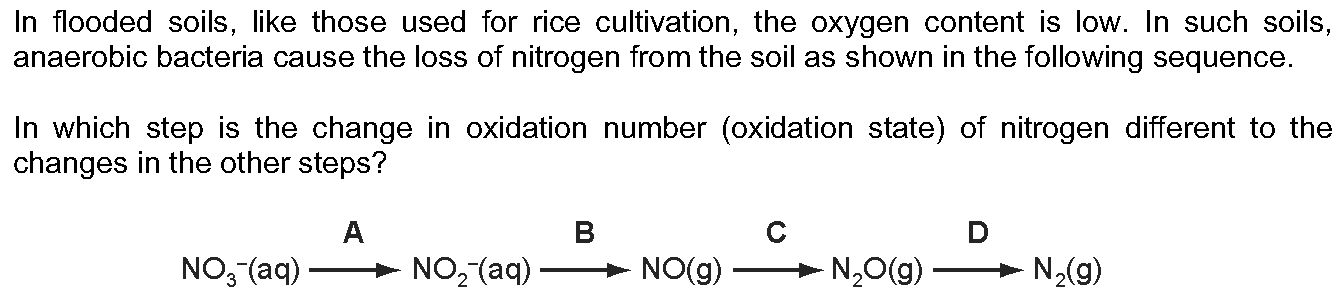 In flooded soils, like those used for rice cultivation, the oxygen content is low. In such soils,
anaerobic bacteria cause the loss of nitrogen from the soil as shown in the following sequence.
In which step is the change in oxidation number (oxidation state) of nitrogen different to the
changes in the other steps?
A B C D
NO₃⁻(aq) ⟶ NO₂⁻(aq) ⟶ NO(g) ⟶ N₂O(g) ⟶ N₂(g)